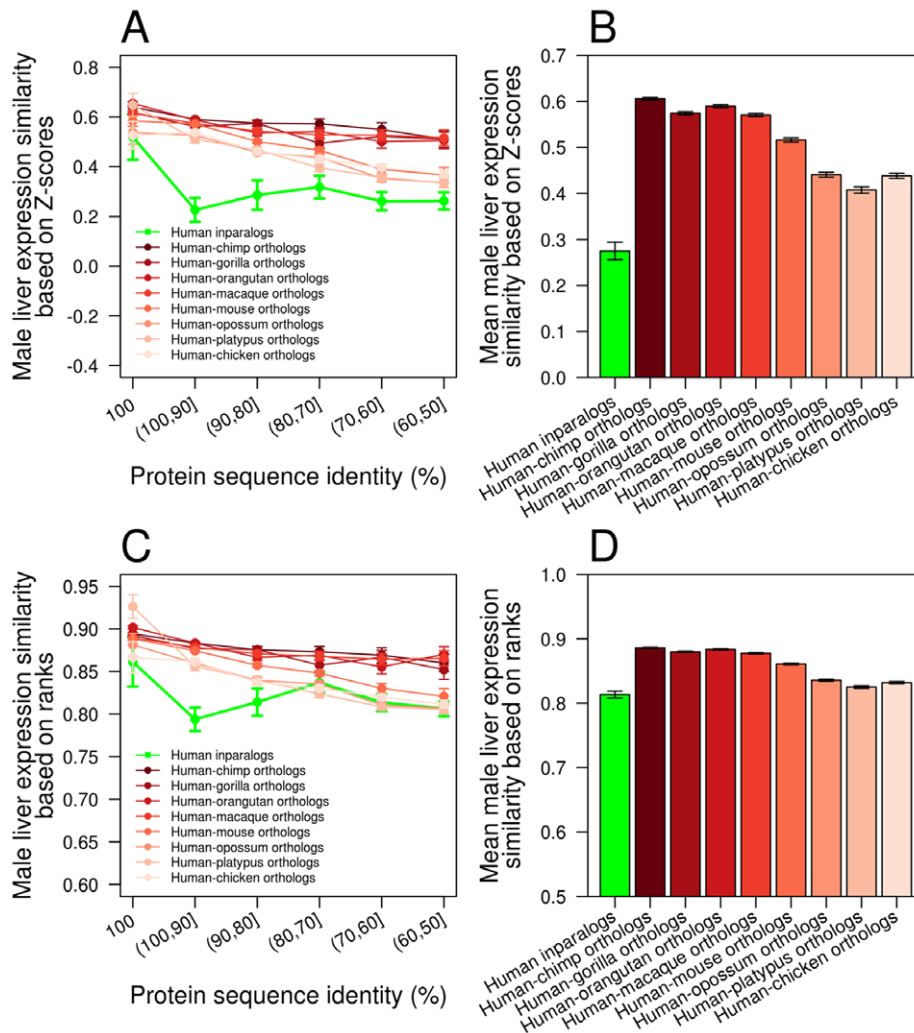 A
Male liver expression similarity
based on Z-scores
0.8
0.6
0.4
0.2
0.0
-0.2
-0.4
Human inparalogs
Human-chimp orthologs
Human-gorilla orthologs
Human-orangutan orthologs
Human-macaque orthologs
Human-mouse orthologs
Human-opossum orthologs
Human-platypus orthologs
Human-chicken orthologs
100
(100,90]
(90,80]
(80,70]
(70,60]
(60,50]
Protein sequence identity (%)
B
Mean male liver expression
similarity based on Z-scores
0.7
0.6
0.5
0.4
0.3
0.2
0.1
0.0
Human inparalogs
Human-chimp orthologs
Human-gorilla orthologs
Human-orangutan orthologs
Human-macaque orthologs
Human-mouse orthologs
Human-opossum orthologs
Human-platypus orthologs
Human-chicken orthologs
C
Male liver expression similarity
based on ranks
0.95
0.90
0.85
0.80
0.75
0.70
0.65
0.60
Human inparalogs
Human-chimp orthologs
Human-gorilla orthologs
Human-orangutan orthologs
Human-macaque orthologs
Human-mouse orthologs
Human-opossum orthologs
Human-platypus orthologs
Human-chicken orthologs
100
(100,90]
(90,80]
(80,70]
(70,60]
(60,50]
Protein sequence identity (%)
D
Mean male liver expression
similarity based on ranks
1.0
0.9
0.8
0.7
0.6
0.5
Human inparalogs
Human-chimp orthologs
Human-gorilla orthologs
Human-orangutan orthologs
Human-macaque orthologs
Human-mouse orthologs
Human-opossum orthologs
Human-platypus orthologs
Human-chicken orthologs